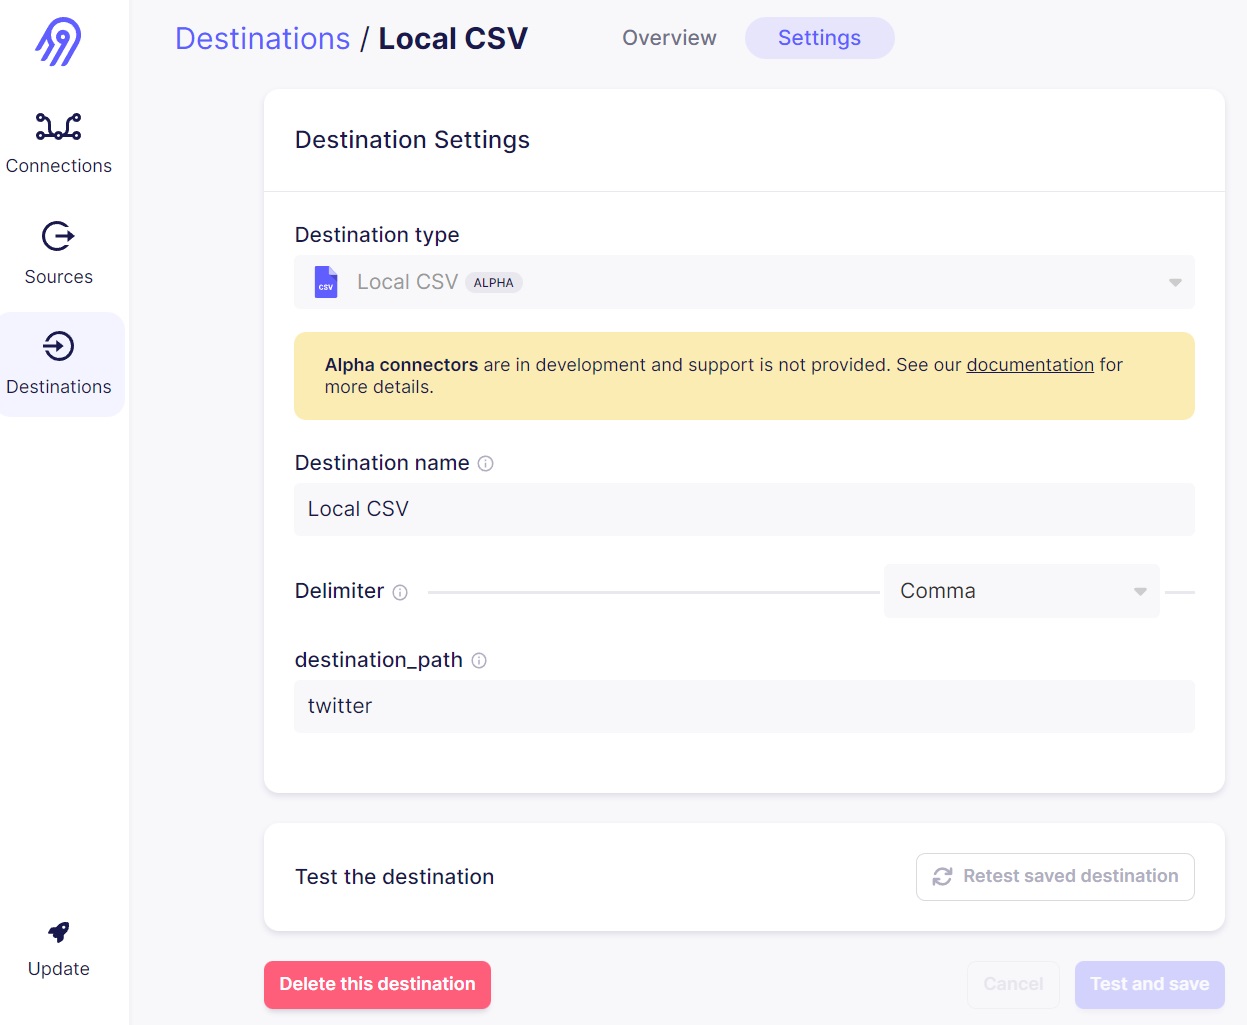 Destinations / Local CSV
Overview
Settings
Connections
Sources
Destinations
Update
Destination Settings
Destination type
csv
Local CSV ALPHA
Alpha connectors are in development and support is not provided. See our documentation for
more details.
Destination name
Local CSV
Delimiter
Comma
destination_path
twitter
Test the destination
Retest saved destination
Delete this destination
Cancel
Test and save